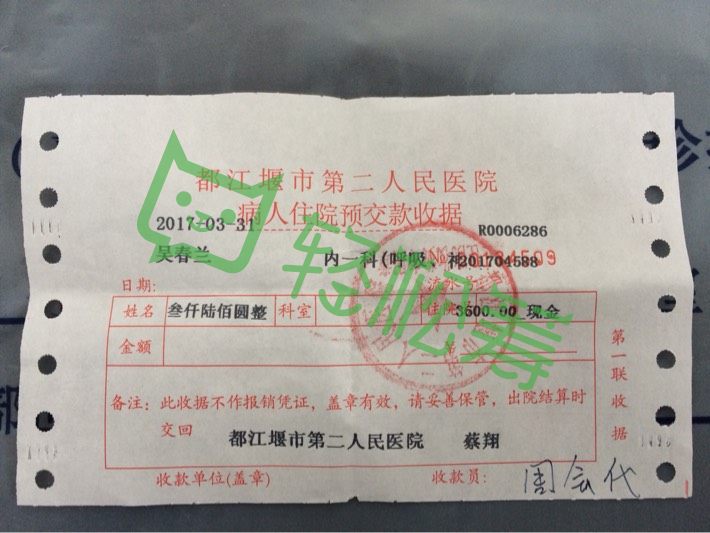 都江堰市第二人民医院
病人住院预交款收据
2017-03-31 R0006286
吴春兰 内一科(呼吸、神 201704588
日期:
姓名 叁仟陆佰圆整 科室 住院 3600.00 现金
金额
备注：此收据不作报销凭证，盖章有效，请妥善保管，出院结算时
交回
都江堰市第二人民医院 蔡翔
收款单位(盖章) 收款员: 周会代
第一联收据
轻松筹